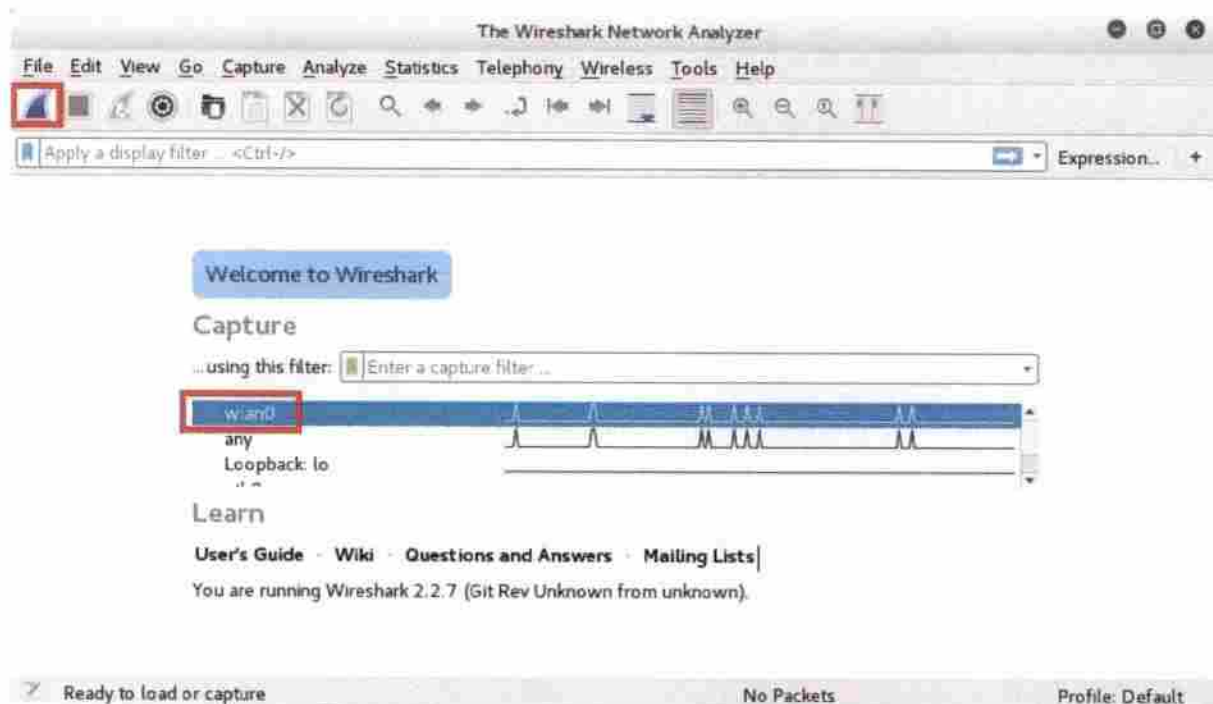 The Wireshark Network Analyzer
File Edit View Go Capture Analyze Statistics Telephony Wireless Tools Help
Apply a display filter ... <Ctrl-/>
Expression... +
Welcome to Wireshark
Capture
...using this filter: Enter a capture filter ...
wlan0
any
Loopback: lo
Learn
User's Guide · Wiki · Questions and Answers · Mailing Lists
You are running Wireshark 2.2.7 (Git Rev Unknown from unknown).
Ready to load or capture No Packets Profile: Default